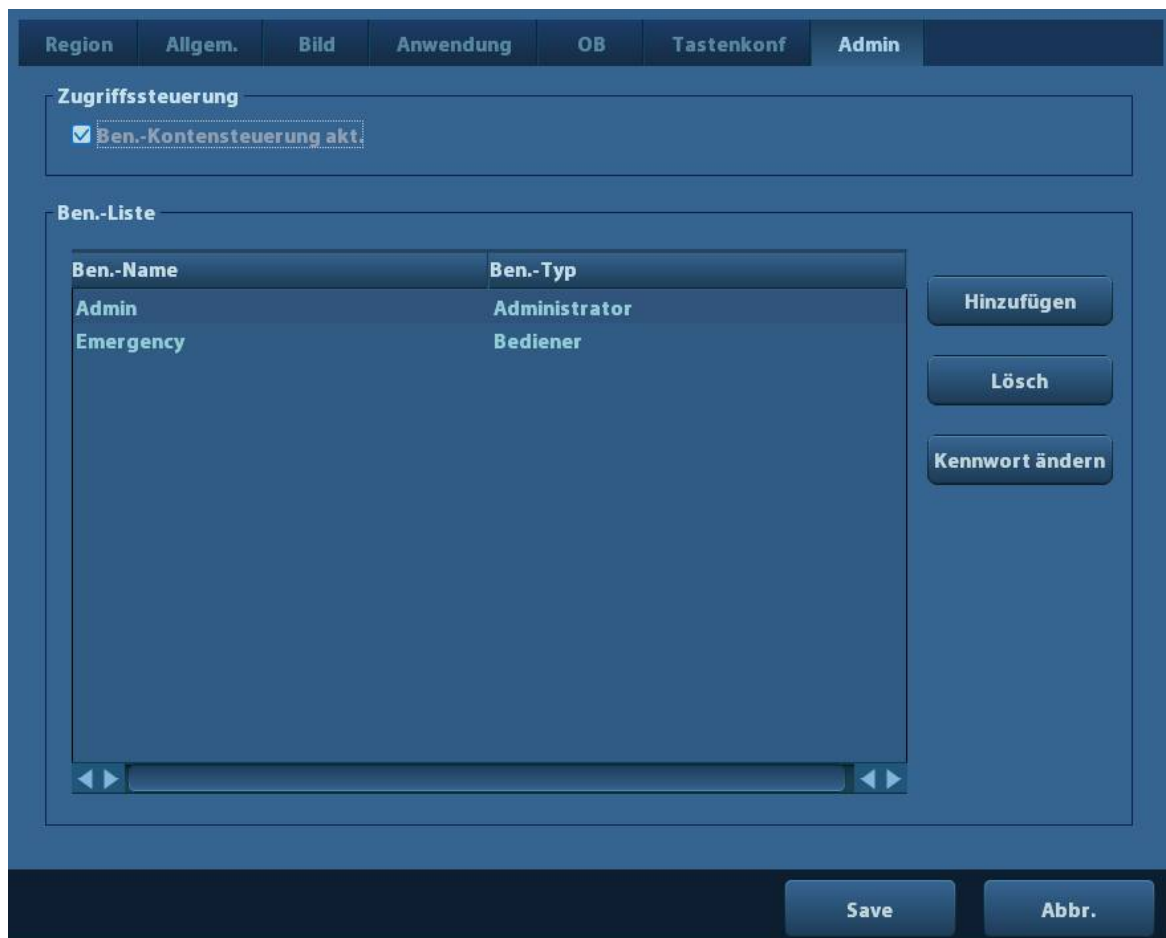 Region Allgem. Bild Anwendung OB Tastenkonf Admin
Zugriffssteuerung
Ben.-Kontensteuerung akt.
Ben.-Liste
Ben.-Name Ben.-Typ
Admin Administrator
Emergency Bediener
Hinzufügen
Lösch
Kennwort ändern
Save Abbr.